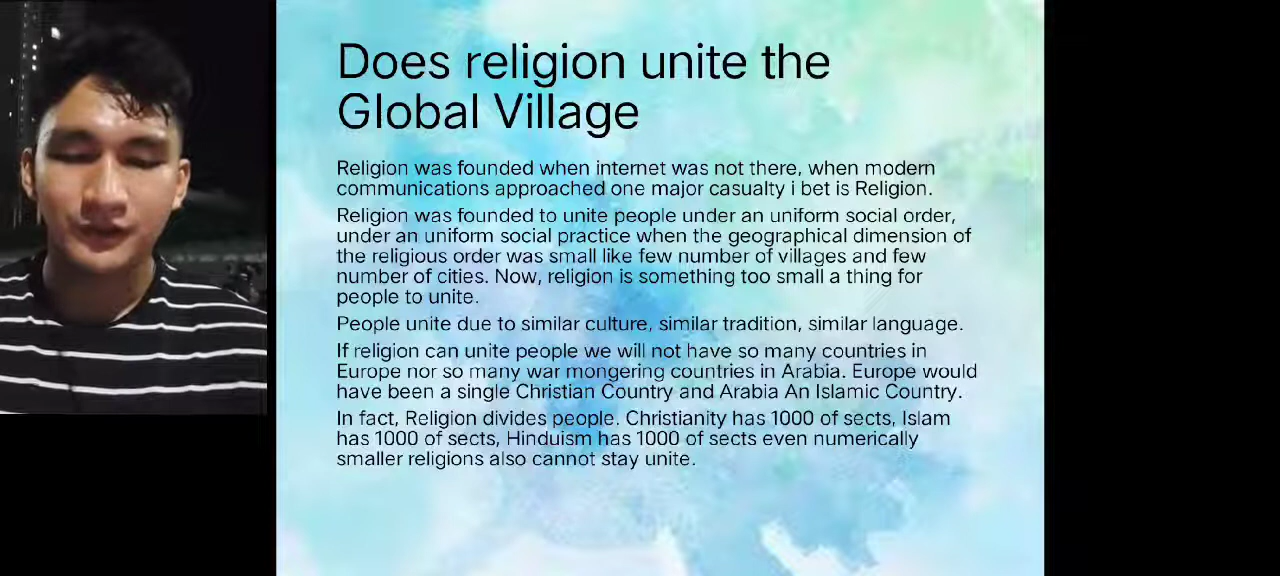 Does religion unite the
Global Village
Religion was founded when internet was not there, when modern
communications approached one major casualty i bet is Religion.
Religion was founded to unite people under an uniform social order,
under an uniform social practice when the geographical dimension of
the religious order was small like few number of villages and few
number of cities. Now, religion is something too small a thing for
people to unite.
People unite due to similar culture, similar tradition, similar language.
If religion can unite people we will not have so many countries in
Europe nor so many war mongering countries in Arabia. Europe would
have been a single Christian Country and Arabia An Islamic Country.
In fact, Religion divides people. Christianity has 1000 of sects, Islam
has 1000 of sects, Hinduism has 1000 of sects even numerically
smaller religions also cannot stay unite.